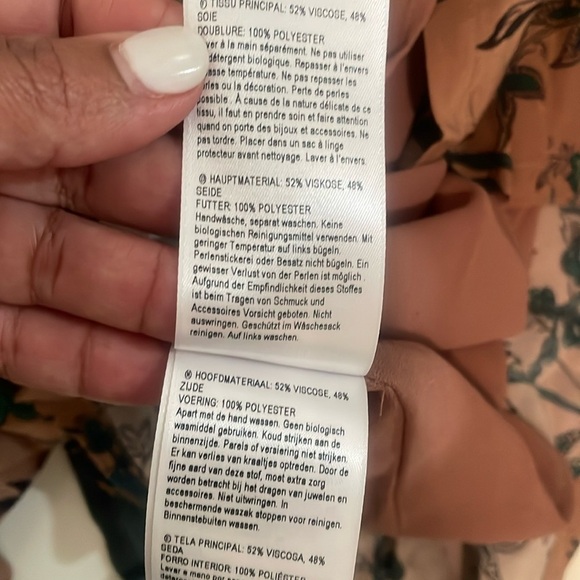 Ⓕ TISSU PRINCIPAL: 52% VISCOSE, 48%
SOIE
DOUBLURE: 100% POLYESTER
à la main séparément. Ne pas utiliser
détergent biologique. Repasser à l'envers
température. Ne pas repasser les
ou la décoration. Perte de perles
possible. À cause de la nature délicate de ce
tissu, il faut en prendre soin et faire attention
quand on porte des bijoux et accessoires. Ne
pas tordre. Placer dans un sac à linge
protecteur avant nettoyage. Laver à l'envers.
HAUPTMATERIAL: 52% VISKOSE, 48%
SEIDE
FUTTER: 100% POLYESTER
Handwäsche, separat waschen. Keine
biologischen Reinigungsmittel verwenden. Mit
geringer Temperatur auf links bügeln.
Perlenstickerei oder Besatz nicht bügeln. Ein
gewisser Verlust von der Perlen ist möglich.
Aufgrund der Empfindlichkeit dieses Stoffes
ist beim Tragen von Schmuck und
Accessoires Vorsicht geboten. Nicht
auswringen. Geschützt im Wäschesack
reinigen. Auf links waschen.
HOOFDMATERIAAL: 52% VISCOSE, 48%
ZIJDE
VOERING: 100% POLYESTER
Apart met de hand wassen. Geen biologisch
wasmiddel gebruiken. Koud strijken aan de
binnenzijde. Parels of versiering niet strijken.
Er kan verlies van kraaltjes optreden. Door de
fijne aard van deze stof, moet extra zorg
worden betracht bij het dragen van juwelen en
accessoires. Niet uitwringen. In
beschermende waszak stoppen voor reinigen.
Binnenstebuiten wassen.
TELA PRINCIPAL: 52% VISCOSA, 48%
SEDA
FORRO INTERIOR: 100% POLIÉSTER
Lavar a mano por